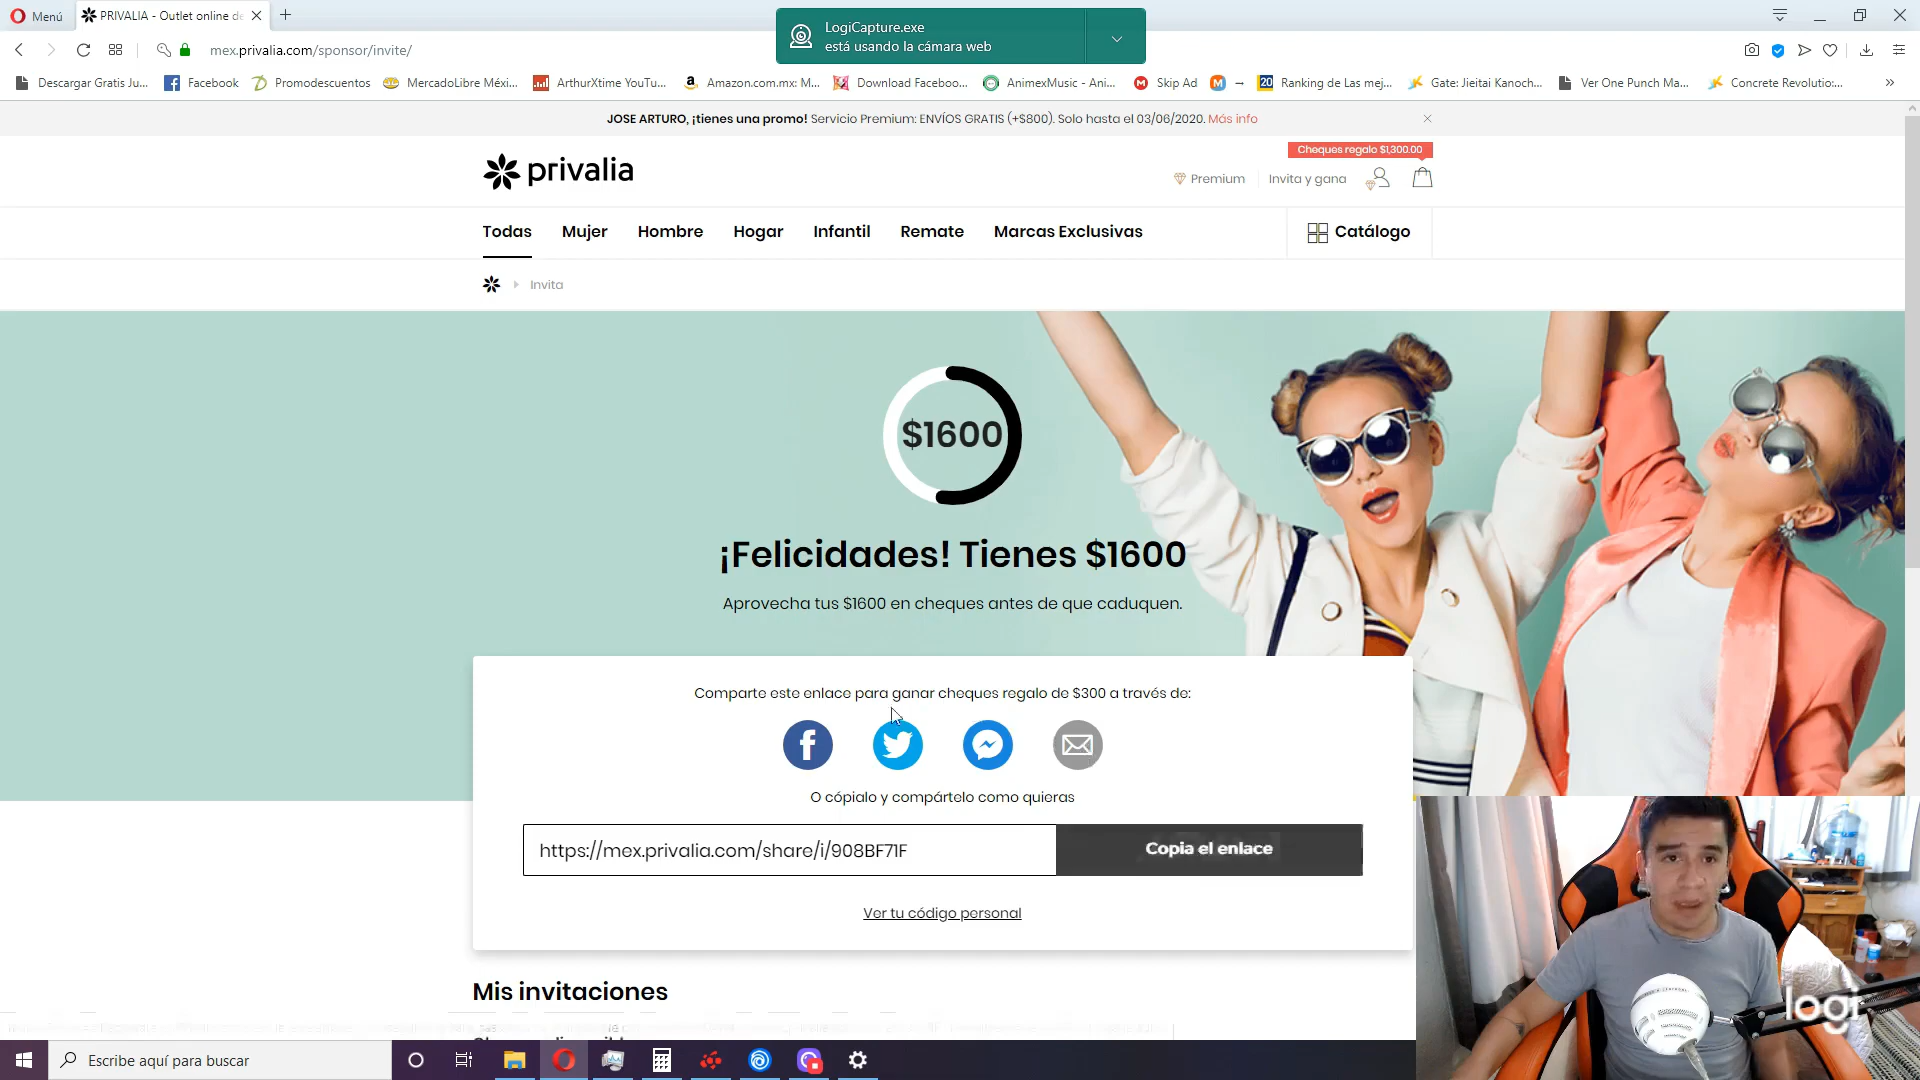 Menú
PRIVALIA - Outlet online de
LogiCapture.exe
está usando la cámara web
mex.privalia.com/sponsor/invite/
Descargar Gratis Ju...
Facebook
Promodescuentos
MercadoLibre Méxi...
ArthurXtime YouTu...
Amazon.com.mx: M...
Download Faceboo...
AnimexMusic - Ani...
Skip Ad
→
Ranking de Las mej...
Gate: Jieitai Kanoch...
Ver One Punch Ma...
Concrete Revolutio:...
JOSE ARTURO, ¡tienes una promo! Servicio Premium: ENVÍOS GRATIS (+$800). Solo hasta el 03/06/2020. Más info
Cheques regalo $1,300.00
privalia
Premium
Invita y gana
Todas
Mujer
Hombre
Hogar
Infantil
Remate
Marcas Exclusivas
Catálogo
Invita
$1600
¡Felicidades! Tienes $1600
Aprovecha tus $1600 en cheques antes de que caduquen.
Comparte este enlace para ganar cheques regalo de $300 a través de:
O cópialo y compártelo como quieras
https://mex.privalia.com/share/i/908BF71F
Copia el enlace
Ver tu código personal
Mis invitaciones
logi
Escribe aquí para buscar